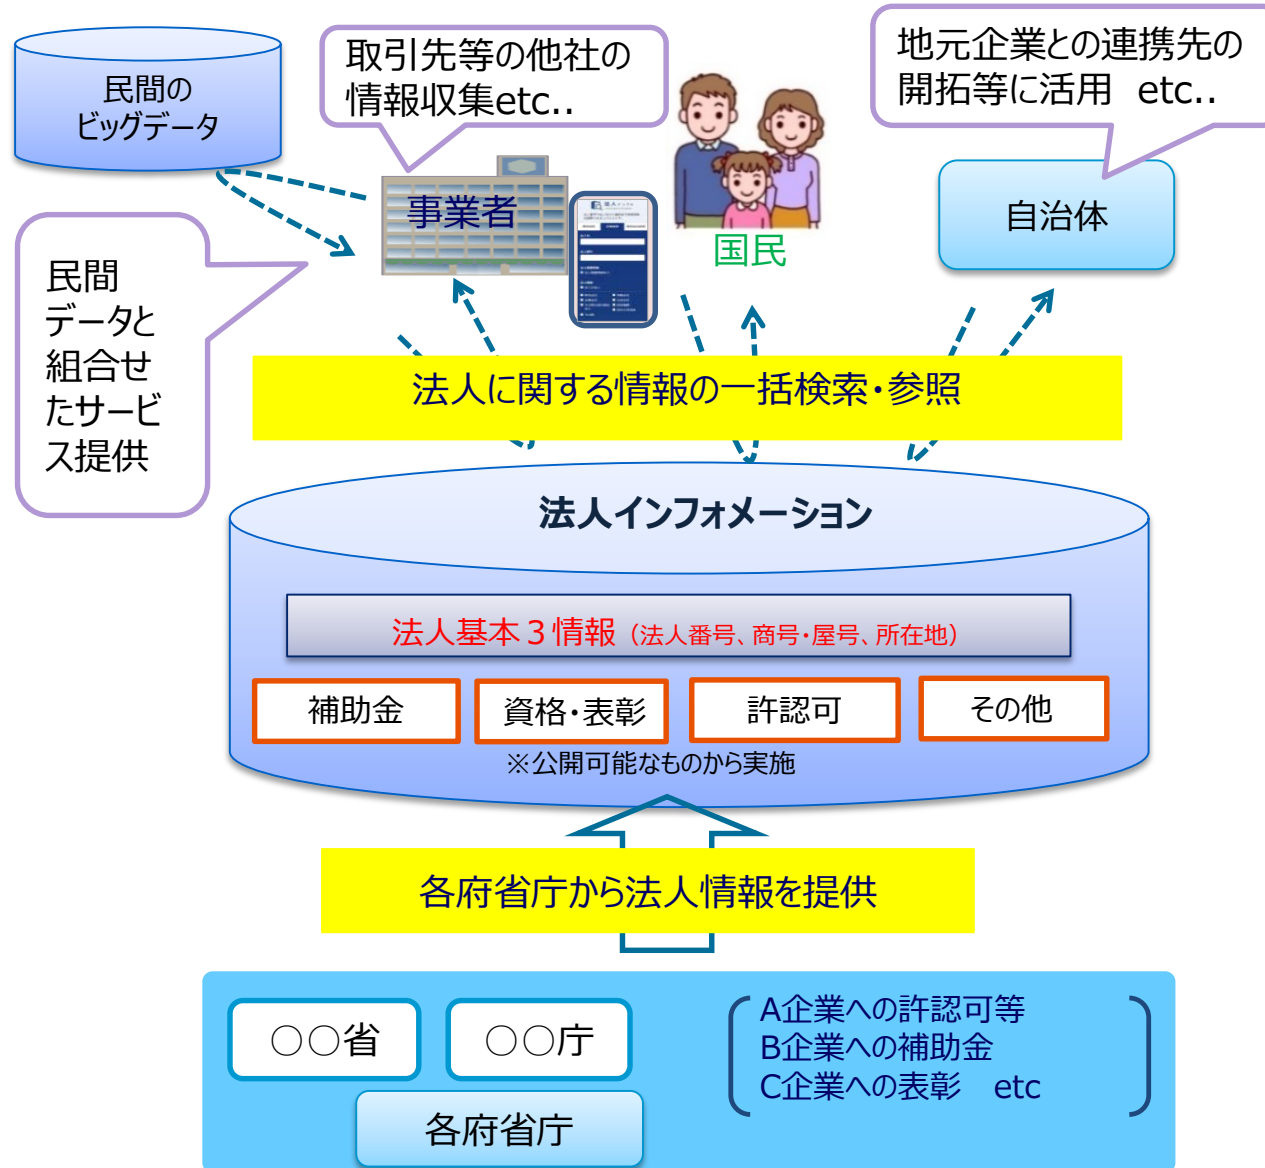 民間の
ビッグデータ
取引先等の他社の
情報収集etc..
地元企業との連携先の
開拓等に活用　etc..
事業者
国民
自治体
民間
データと
組合せ
たサービ
ス提供
法人に関する情報の一括検索・参照
法人インフォメーション
法人基本３情報（法人番号、商号・屋号、所在地）
補助金
資格・表彰
許認可
その他
※公開可能なものから実施
各府省庁から法人情報を提供
○○省
○○庁
各府省庁
A企業への許認可等
B企業への補助金
C企業への表彰　etc